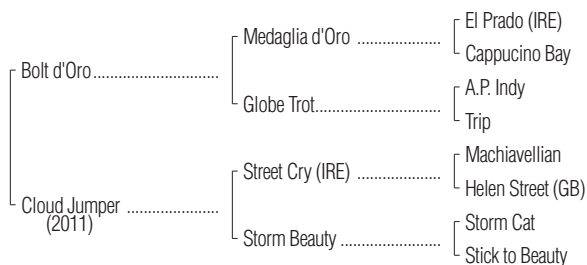 El Prado (IRE)
Medaglia d'Oro ........................
Cappucino Bay
Bolt d'Oro....................................
A.P. Indy
Globe Trot....................................
Trip
Machiavellian
Street Cry (IRE) ........................
Helen Street (GB)
Cloud Jumper ..........................
(2011)
Storm Cat
Storm Beauty ............................
Stick to Beauty